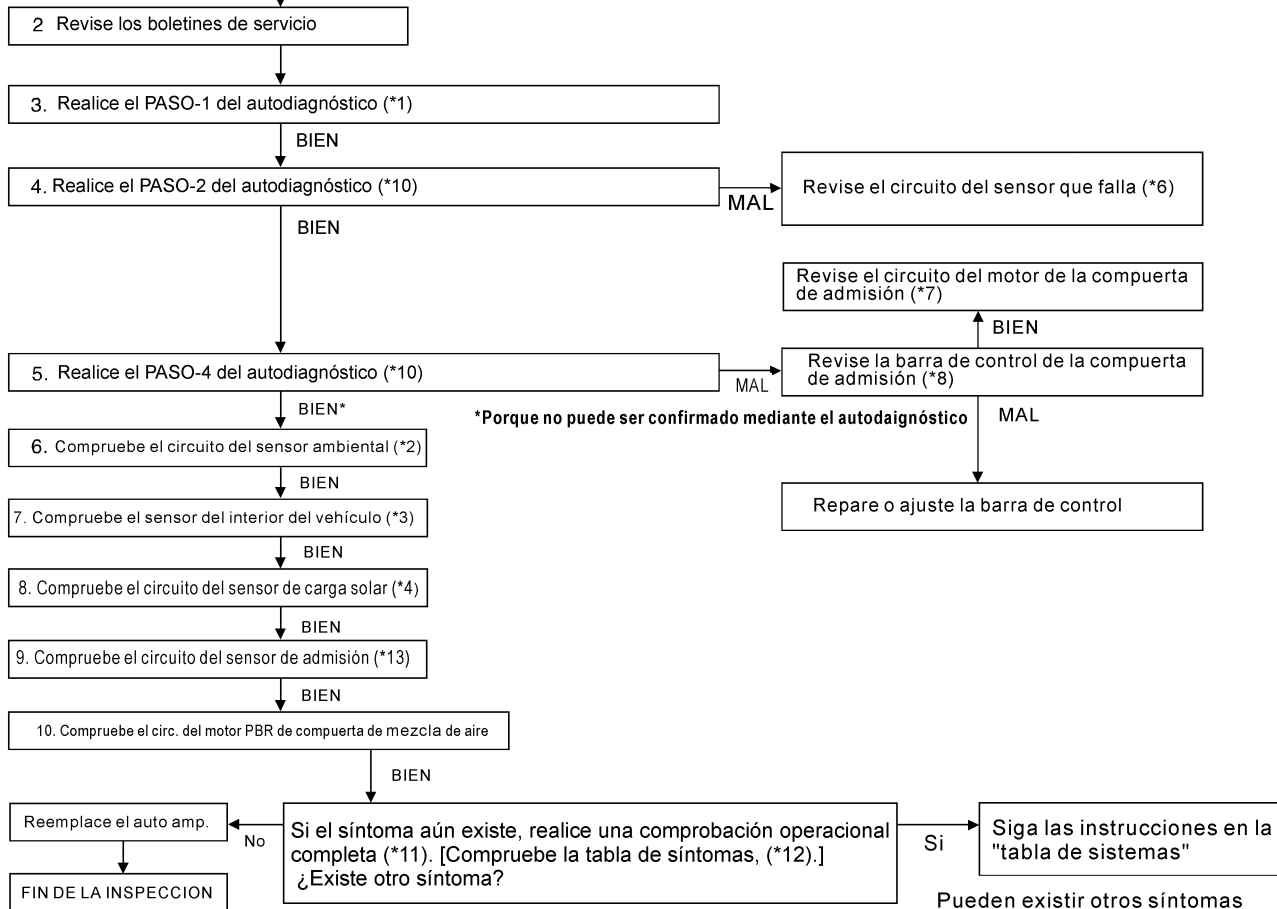 2 Revise los boletines de servicio
3. Realice el PASO-1 del autodiagnóstico (*1)
BIEN
4. Realice el PASO-2 del autodiagnóstico (*10)
MAL
Revise el circuito del sensor que falla (*6)
BIEN
Revise el circuito del motor de la compuerta
de admisión (*7)
BIEN
5. Realice el PASO-4 del autodiagnóstico (*10)
MAL
Revise la barra de control de la compuerta
de admisión (*8)
BIEN*
*Porque no puede ser confirmado mediante el autodaignóstico
MAL
6. Compruebe el circuito del sensor ambiental (*2)
BIEN
Repare o ajuste la barra de control
7. Compruebe el sensor del interior del vehículo (*3)
BIEN
8. Compruebe el circuito del sensor de carga solar (*4)
BIEN
9. Compruebe el circuito del sensor de admisión (*13)
BIEN
10. Compruebe el circ. del motor PBR de compuerta de mezcla de aire
BIEN
Reemplace el auto amp.
No
Si el síntoma aún existe, realice una comprobación operacional
completa (*11). [Compruebe la tabla de síntomas, (*12).]
¿Existe otro síntoma?
Si
Siga las instrucciones en la
"tabla de sistemas"
FIN DE LA INSPECCION
Pueden existir otros síntomas